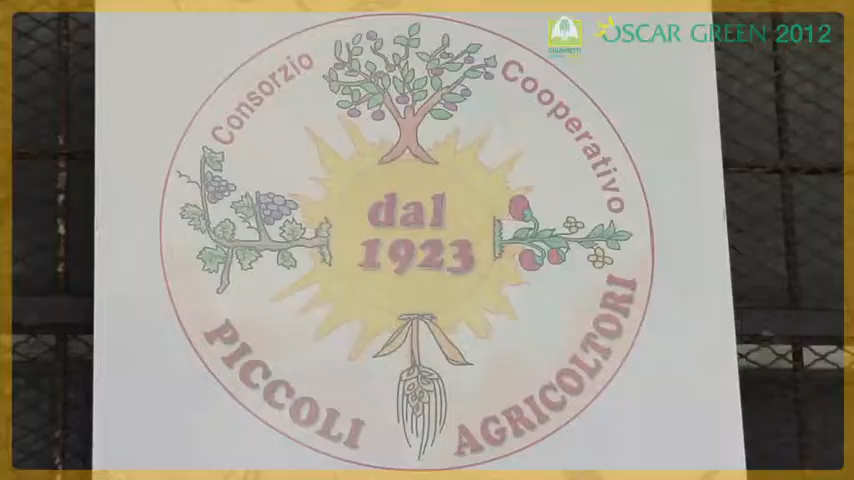 OSCAR GREEN 2012
Consorzio Cooperativo
dal
1923
PICCOLI AGRICOLTORI